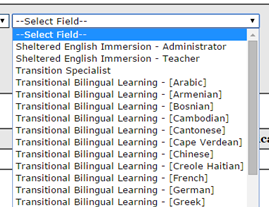 --Select Field--
--Select Field--
Sheltered English Immersion - Administrator
Sheltered English Immersion - Teacher
Transition Specialist
Transitional Bilingual Learning - [Arabic]
Transitional Bilingual Learning - [Armenian]
Transitional Bilingual Learning - [Bosnian]
Transitional Bilingual Learning - [Cambodian]
Transitional Bilingual Learning - [Cantonese]
Transitional Bilingual Learning - [Cape Verdean]
Transitional Bilingual Learning - [Chinese]
Transitional Bilingual Learning - [Creole Haitian]
Transitional Bilingual Learning - [French]
Transitional Bilingual Learning - [German]
Transitional Bilingual Learning - [Greek]